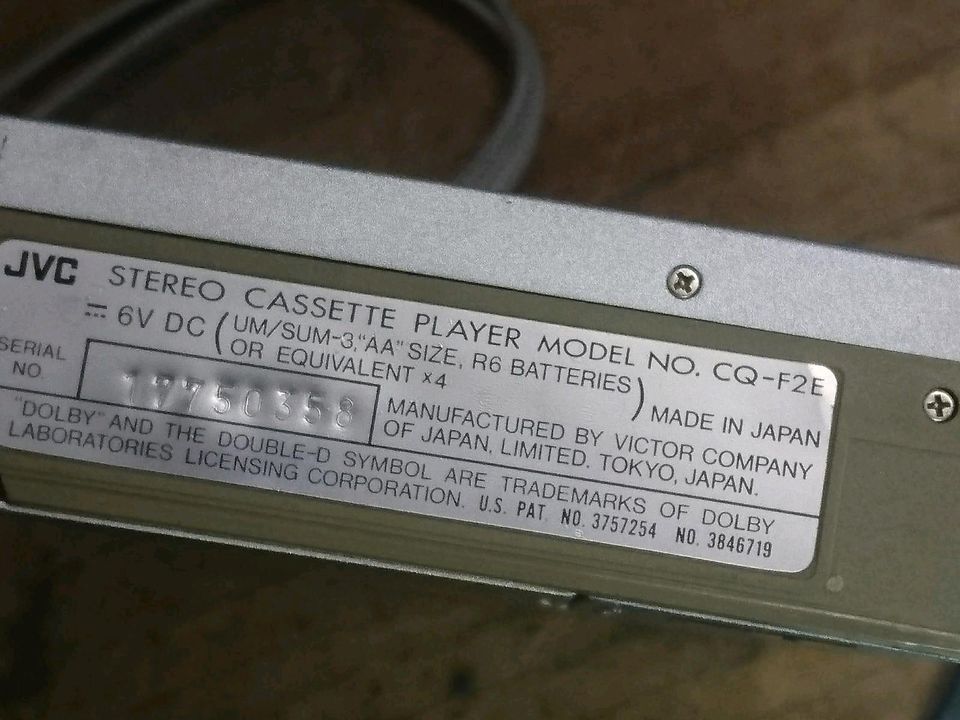 JVC STEREO CASSETTE PLAYER MODEL NO. CQ-F2E
⎓ 6V DC (UM/SUM-3,"AA" SIZE, R6 BATTERIES
OR EQUIVALENT ×4) MADE IN JAPAN
SERIAL
NO. 17750358
MANUFACTURED BY VICTOR COMPANY
OF JAPAN, LIMITED. TOKYO, JAPAN.
"DOLBY" AND THE DOUBLE-D SYMBOL ARE TRADEMARKS OF DOLBY
LABORATORIES LICENSING CORPORATION. U.S. PAT. NO. 3757254 NO. 3846719